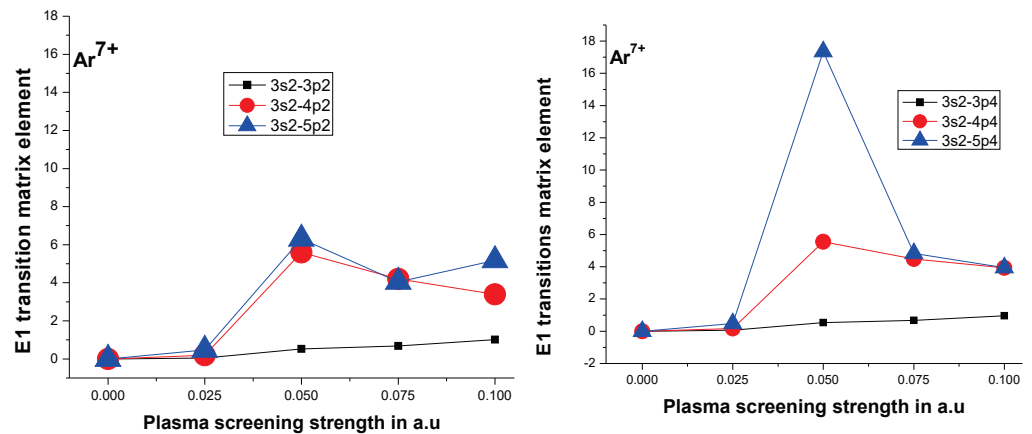 Ar7+
3s2-3p2
3s2-4p2
3s2-5p2
E1 transition matrix element
18
16
14
12
10
8
6
4
2
0
0.000 0.025 0.050 0.075 0.100
Plasma screening strength in a.u
Ar7+
3s2-3p4
3s2-4p4
3s2-5p4
E1 transitions matrix element
18
16
14
12
10
8
6
4
2
0
-2
0.000 0.025 0.050 0.075 0.100
Plasma screening strength in a.u